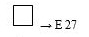 □ → E 27